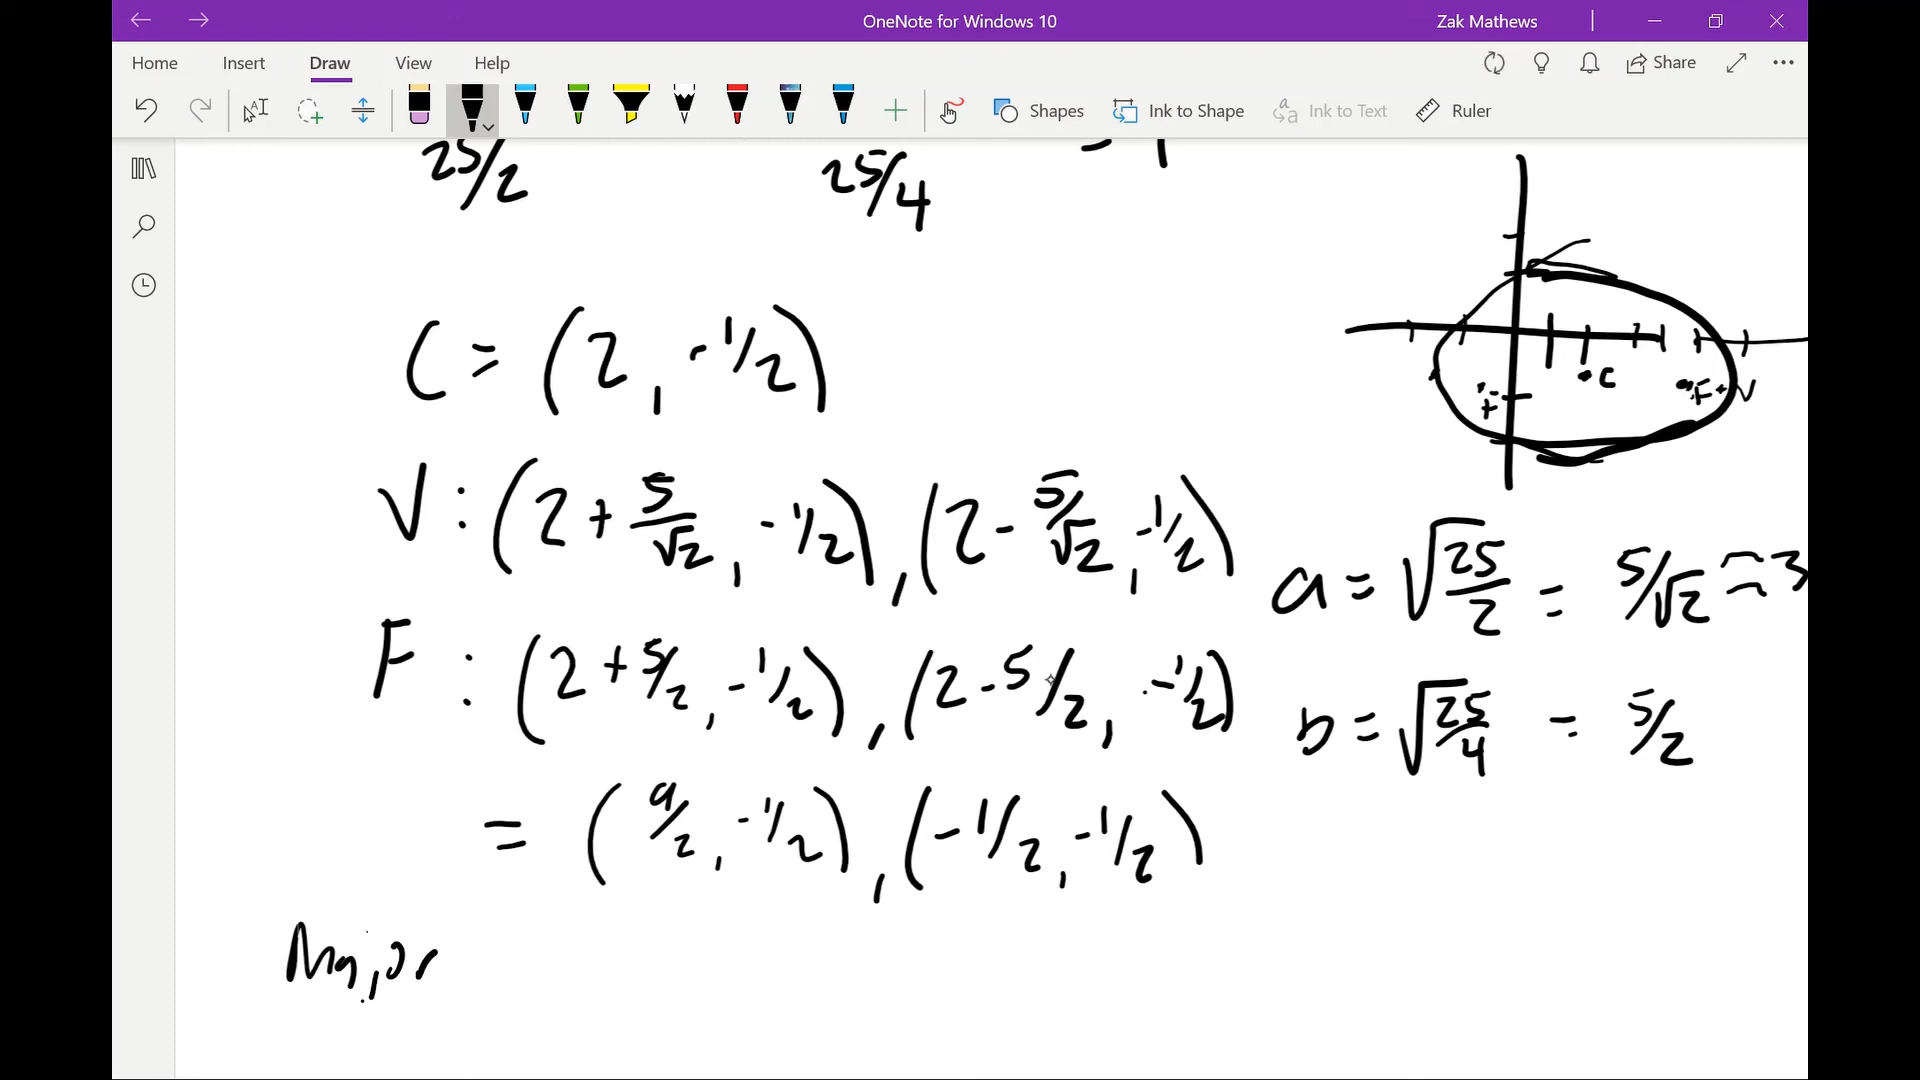 OneNote for Windows 10
Zak Mathews
Home Insert Draw View Help
Share
Shapes Ink to Shape Ink to Text Ruler
25/2 25/4
C = (2, -1/2)
C
F
F
V
V : (2 + 5/√2, -1/2), (2 - 5/√2, -1/2)
a = √25/2 = 5/√2 ≈ 3
F : (2 + 5/2, -1/2), (2 - 5/2, -1/2)
b = √25/4 = 5/2
= (9/2, -1/2), (-1/2, -1/2)
Major